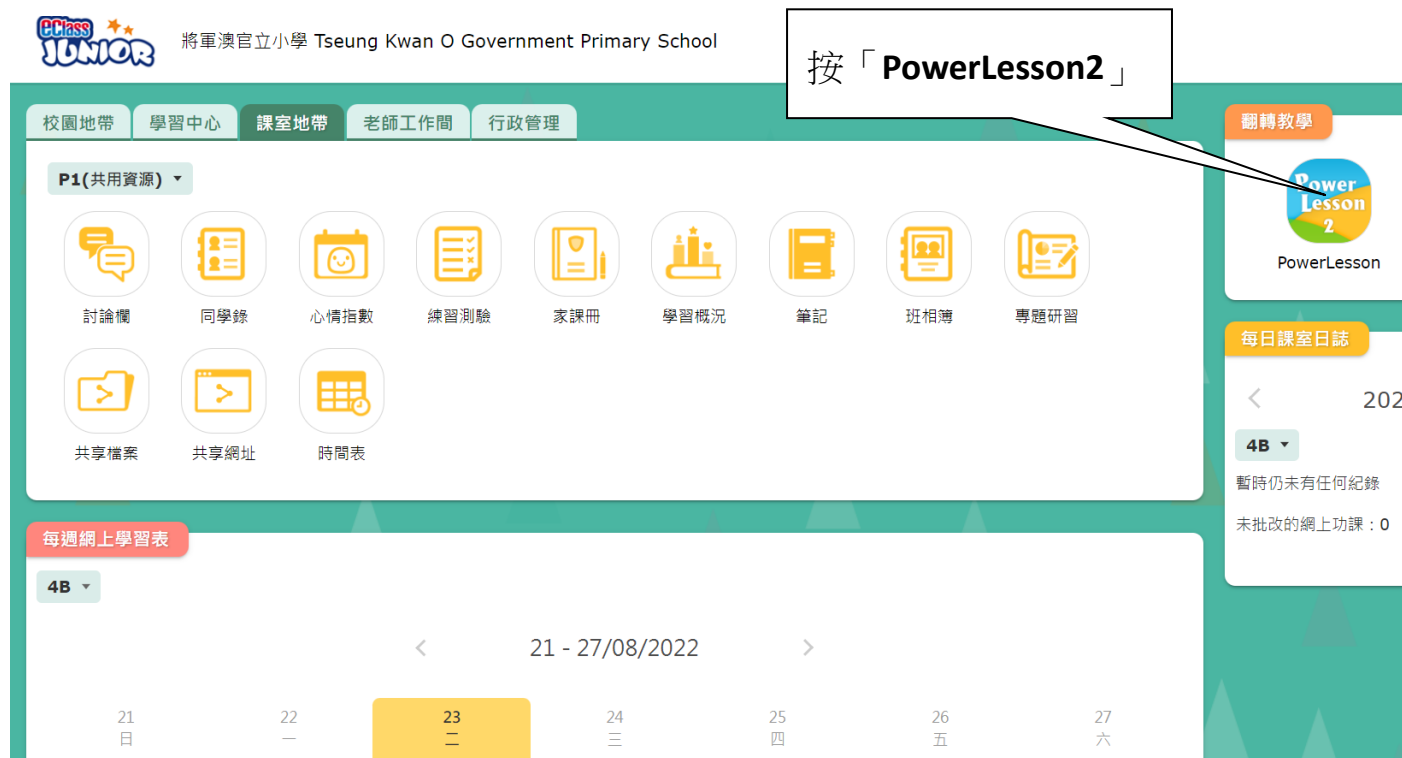 eClass JUNIOR
將軍澳官立小學 Tseung Kwan O Government Primary School
按「PowerLesson2」
校園地帶 學習中心 課室地帶 老師工作間 行政管理
P1(共用資源)
討論欄 同學錄 心情指數 練習測驗 家課冊 學習概況 筆記 班相簿 專題研習
共享檔案 共享網址 時間表
翻轉教學
Power
Lesson
2
PowerLesson
每日課室日誌
202
4B
暫時仍未有任何紀錄
未批改的網上功課：0
每週網上學習表
4B
21 - 27/08/2022
21 22 23 24 25 26 27
日 一 二 三 四 五 六